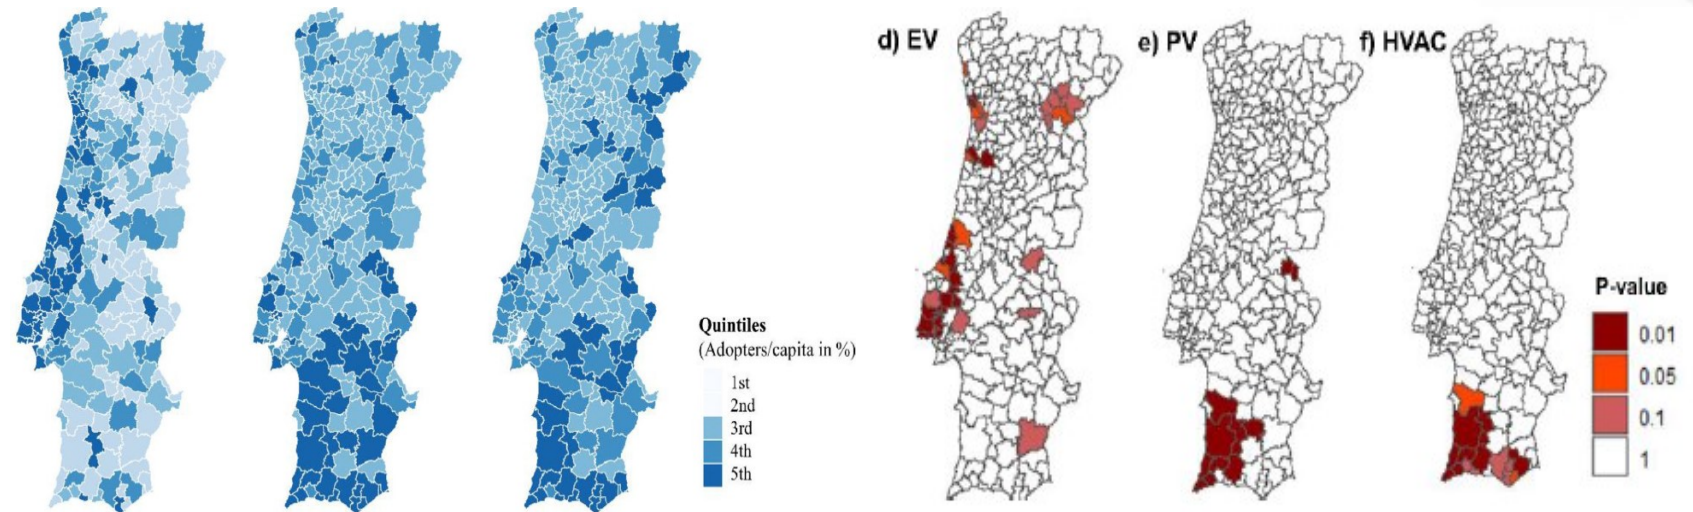 d) EV
e) PV
f) HVAC
Quintiles
(Adopters/capita in %)
1st
2nd
3rd
4th
5th
P-value
0.01
0.05
0.1
1